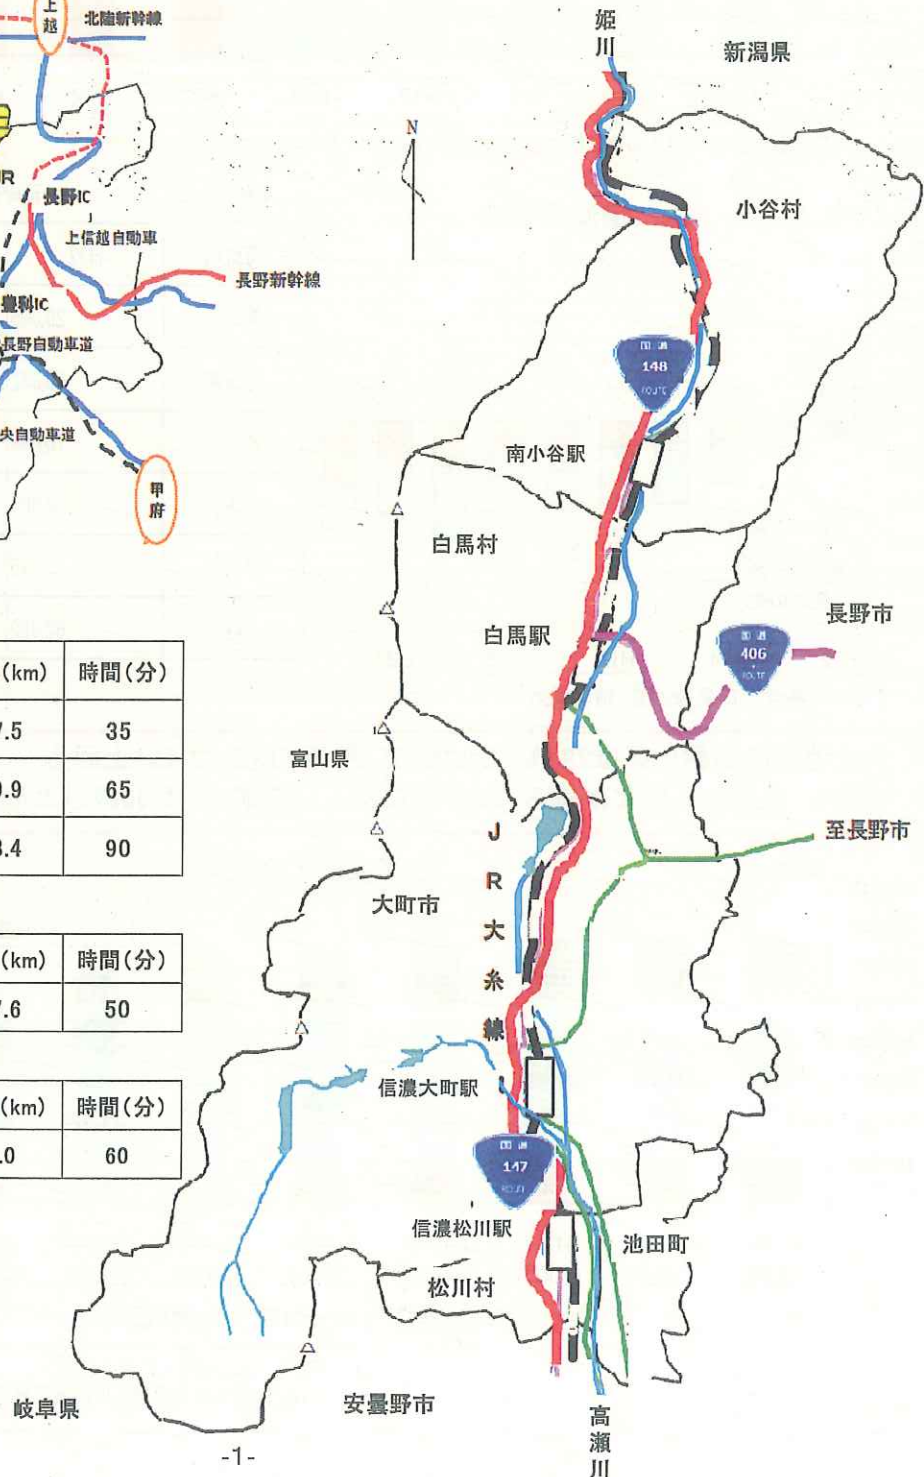 上越
北陸新幹線
長野IC
上信越自動車
長野新幹線
豊科IC
長野自動車道
央自動車道
甲府
N
姫川
新潟県
小谷村
国道
148
ROUTE
南小谷駅
白馬村
白馬駅
長野市
国道
406
ROUTE
富山県
至長野市
JR大糸線
大町市
信濃大町駅
国道
147
ROUTE
信濃松川駅
池田町
松川村
岐阜県
安曇野市
高瀬川
(km) 時間(分)
.5 35
.9 65
.4 90
(km) 時間(分)
.6 50
(km) 時間(分)
.0 60
-1-